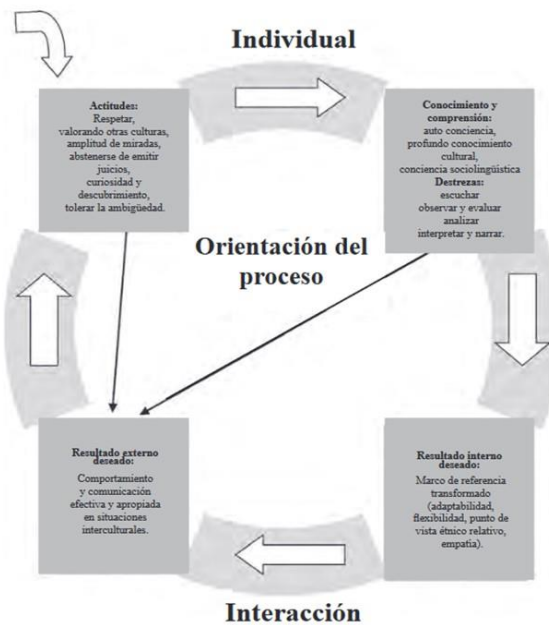 Individual
Actitudes:
Respetar,
valorando otras culturas,
amplitud de miradas,
abstenerse de emitir
juicios,
curiosidad y
descubrimiento,
tolerar la ambigüedad.
Conocimiento y
comprensión:
auto conciencia,
profundo conocimiento
cultural,
conciencia sociolingüística
Destrezas:
escuchar
observar y evaluar
analizar
interpretar y narrar.
Orientación del
proceso
Resultado externo
deseado:
Comportamiento
y comunicación
efectiva y apropiada
en situaciones
interculturales.
Resultado interno
deseado:
Marco de referencia
transformado
(adaptabilidad,
flexibilidad, punto de
vista étnico relativo,
empatía).
Interacción